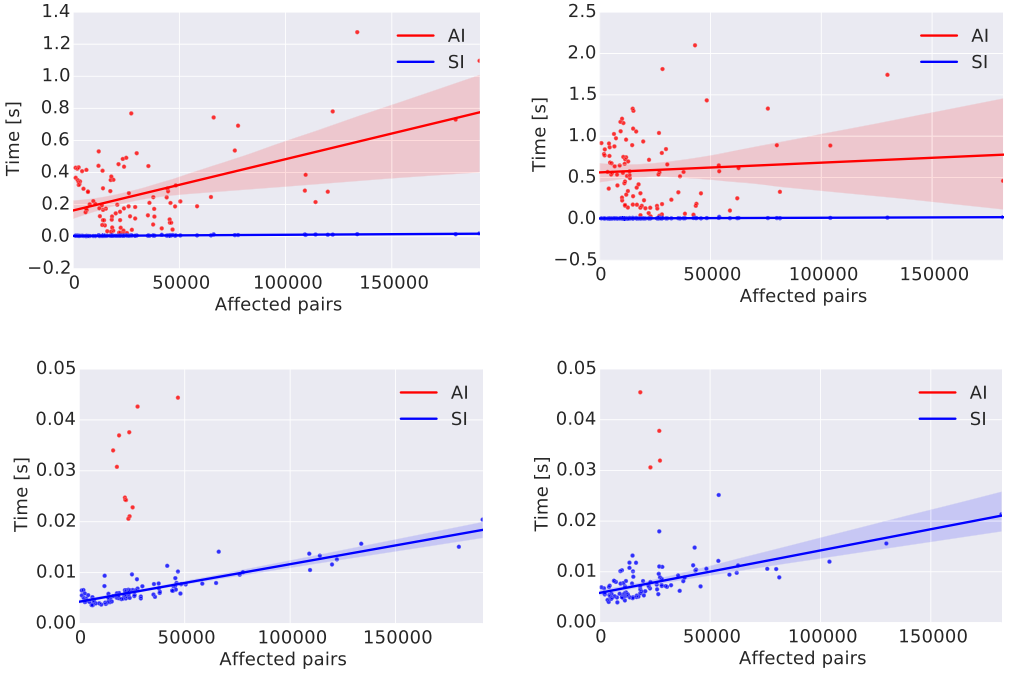 1.4
1.2
1.0
0.8
0.6
0.4
0.2
0.0
−0.2
Time [s]
AI
SI
0 50000 100000 150000
Affected pairs
2.5
2.0
1.5
1.0
0.5
0.0
−0.5
Time [s]
AI
SI
0 50000 100000 150000
Affected pairs
0.05
0.04
0.03
0.02
0.01
0.00
Time [s]
AI
SI
0 50000 100000 150000
Affected pairs
0.05
0.04
0.03
0.02
0.01
0.00
Time [s]
AI
SI
0 50000 100000 150000
Affected pairs